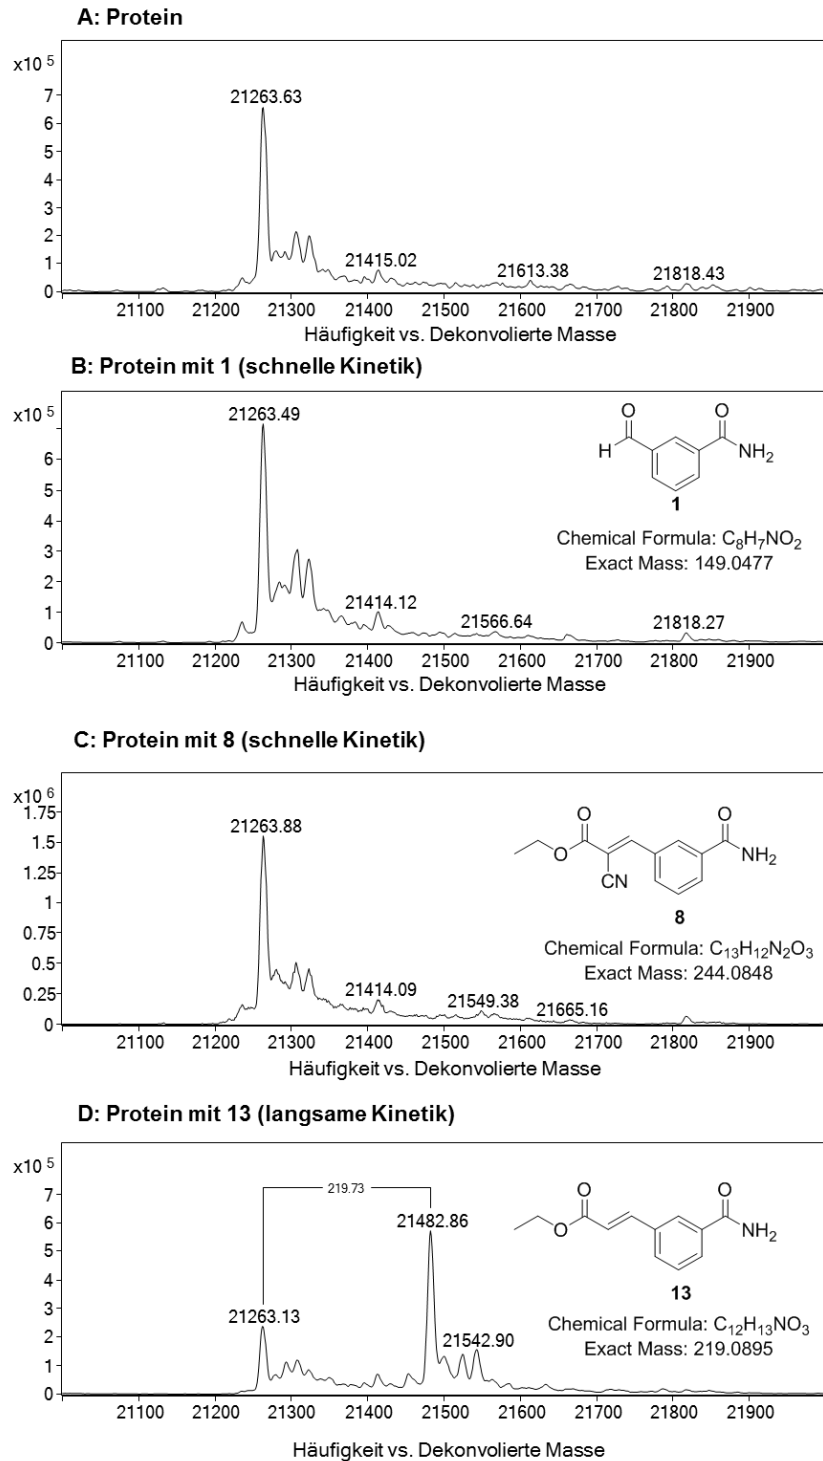 A: Protein
x10 5
21263.63
7
6
5
4
3
2
1
0
21415.02
21613.38
21818.43
21100 21200 21300 21400 21500 21600 21700 21800 21900
Häufigkeit vs. Dekonvolierte Masse
B: Protein mit 1 (schnelle Kinetik)
x10 5
21263.49
6
5
4
3
2
1
0
21414.12
21566.64
21818.27
O
O
H
NH2
1
Chemical Formula: C8H7NO2
Exact Mass: 149.0477
21100 21200 21300 21400 21500 21600 21700 21800 21900
Häufigkeit vs. Dekonvolierte Masse
C: Protein mit 8 (schnelle Kinetik)
x10 6
1.75
1.5
1.25
1
0.75
0.5
0.25
0
21263.88
21414.09
21549.38
21665.16
O
O
O
NH2
CN
8
Chemical Formula: C13H12N2O3
Exact Mass: 244.0848
21100 21200 21300 21400 21500 21600 21700 21800 21900
Häufigkeit vs. Dekonvolierte Masse
D: Protein mit 13 (langsame Kinetik)
x10 5
7
6
5
4
3
2
1
0
219.73
21482.86
21263.13
21542.90
O
O
O
NH2
13
Chemical Formula: C12H13NO3
Exact Mass: 219.0895
21100 21200 21300 21400 21500 21600 21700 21800 21900
Häufigkeit vs. Dekonvolierte Masse